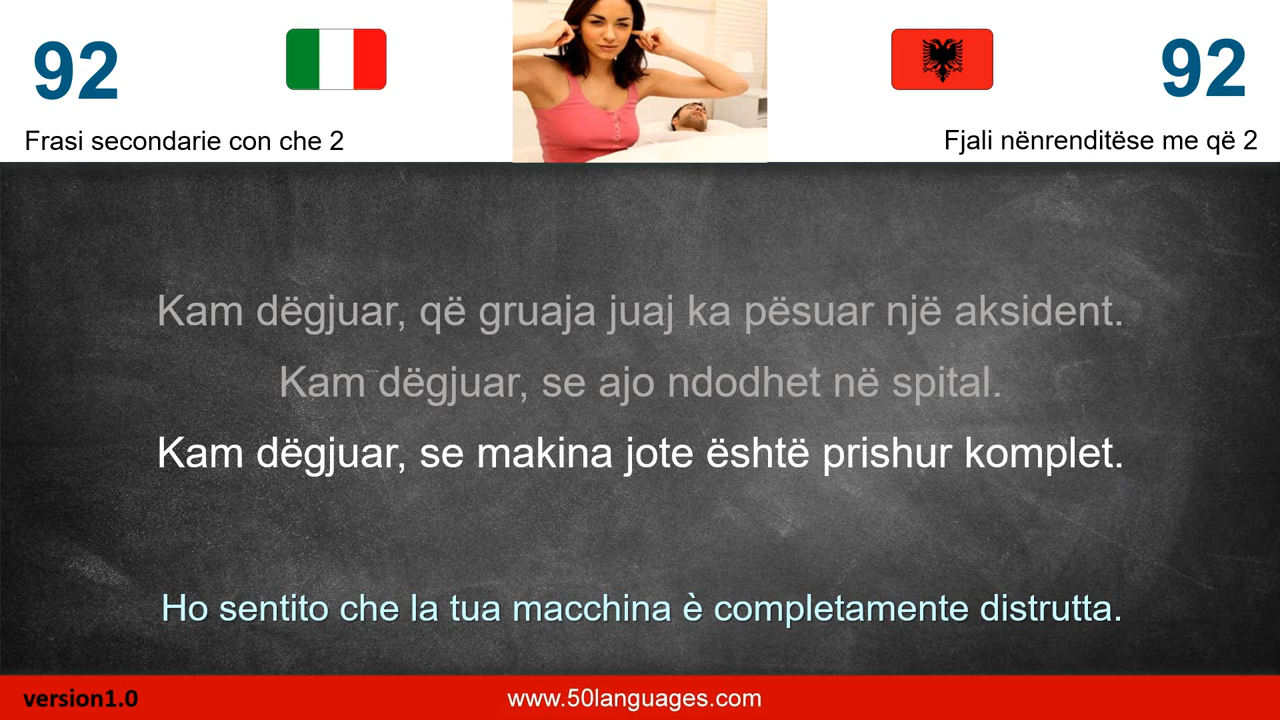 92
92
Frasi secondarie con che 2
Fjali nënrenditëse me që 2
Kam dëgjuar, që gruaja juaj ka pësuar një aksident.
Kam dëgjuar, se ajo ndodhet në spital.
Kam dëgjuar, se makina jote është prishur komplet.
Ho sentito che la tua macchina è completamente distrutta.
version1.0
www.50languages.com